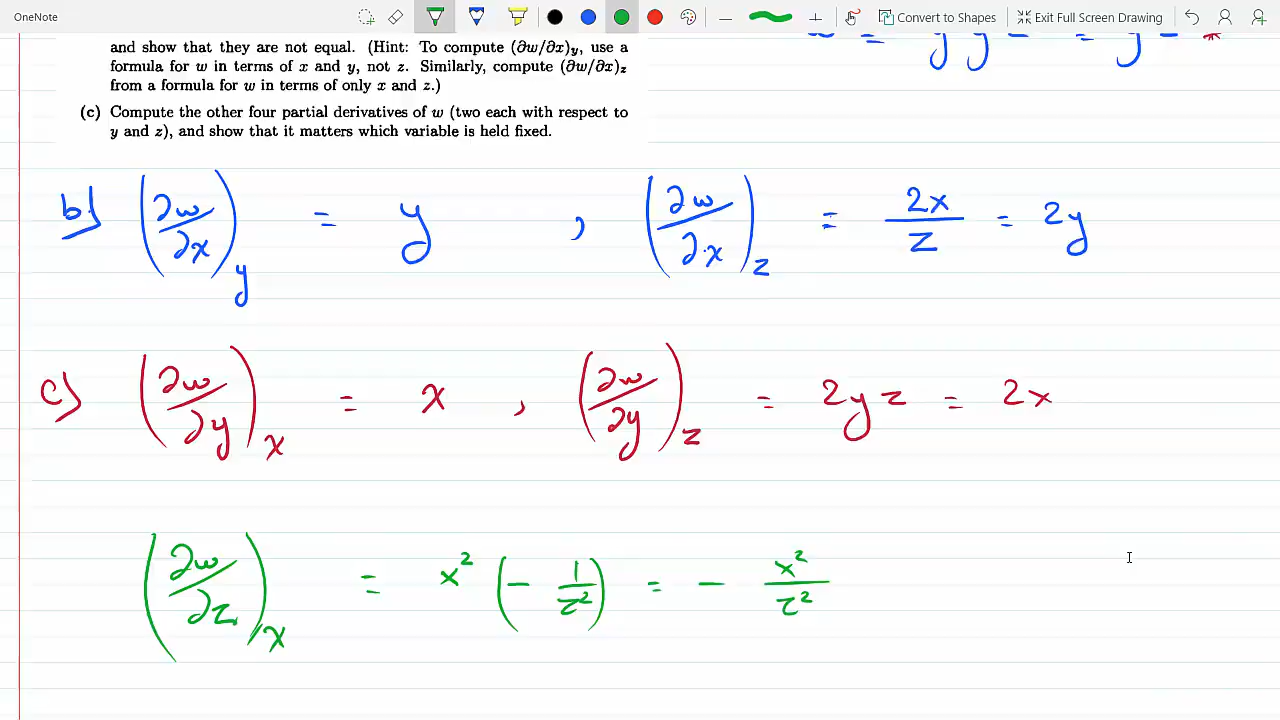 OneNote
Convert to Shapes
Exit Full Screen Drawing
and show that they are not equal. (Hint: To compute (∂w/∂x)y, use a
formula for w in terms of x and y, not z. Similarly, compute (∂w/∂x)z
from a formula for w in terms of only x and z.)
(c) Compute the other four partial derivatives of w (two each with respect to
y and z), and show that it matters which variable is held fixed.
b) (∂w/∂x)y = y , (∂w/∂x)z = 2x/z = 2y
c) (∂w/∂y)x = x , (∂w/∂y)z = 2yz = 2x
(∂w/∂z)x = x² (- 1/z²) = - x²/z²